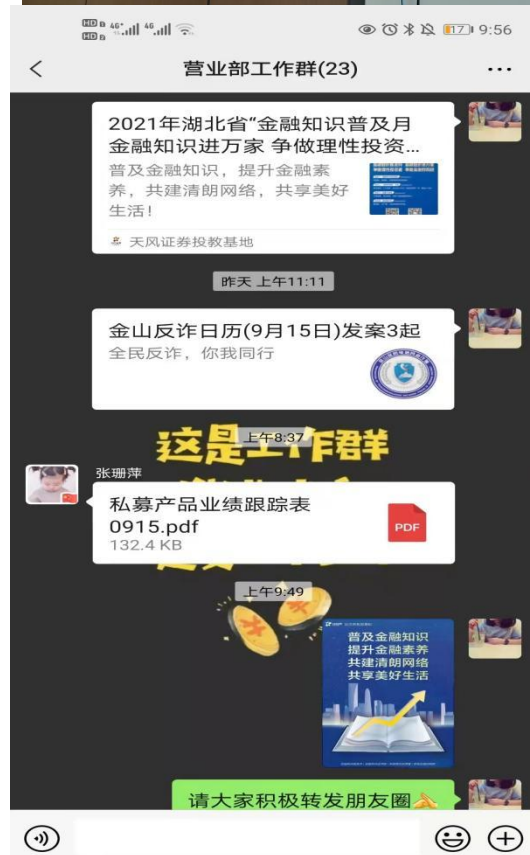 HD B 4G+ 4G 17 9:56
HD B
营业部工作群(23)
2021年湖北省“金融知识普及月
金融知识进万家 争做理性投资...
普及金融知识，提升金融素
养，共建清朗网络，共享美好
生活！
天风证券投教基地
昨天 上午11:11
金山反诈日历(9月15日)发案3起
全民反诈，你我同行
这是工作群
上午8:37
张珊萍
私募产品业绩跟踪表
0915.pdf
132.4 KB
PDF
上午9:49
普及金融知识
提升金融素养
共建清朗网络
共享美好生活
请大家积极转发朋友圈